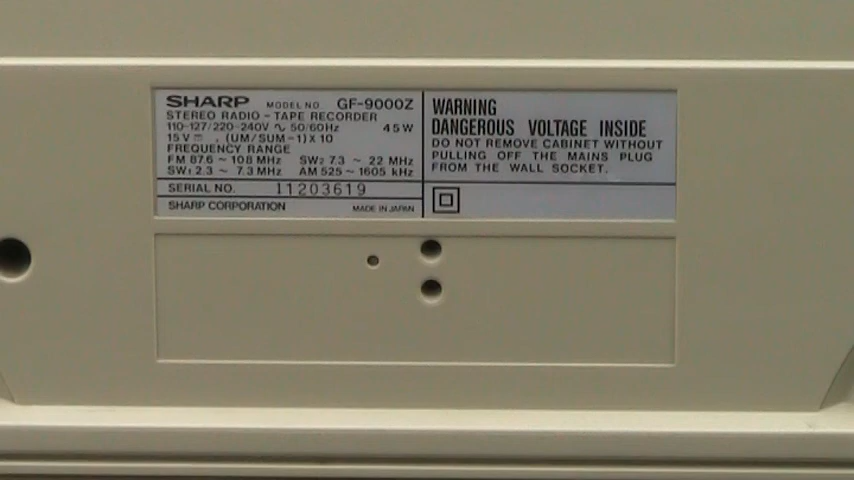 SHARP MODEL NO. GF-9000Z
STEREO RADIO - TAPE RECORDER
110-127/220-240V ∿ 50/60Hz 45W
15V ⎓, (UM/SUM-1) X 10
FREQUENCY RANGE
FM 87.6 ~ 108 MHz SW2 7.3 ~ 22 MHz
SW1 2.3 ~ 7.3 MHz AM 525 ~ 1605 kHz
SERIAL NO. 11203619
SHARP CORPORATION MADE IN JAPAN
WARNING
DANGEROUS VOLTAGE INSIDE
DO NOT REMOVE CABINET WITHOUT
PULLING OFF THE MAINS PLUG
FROM THE WALL SOCKET.